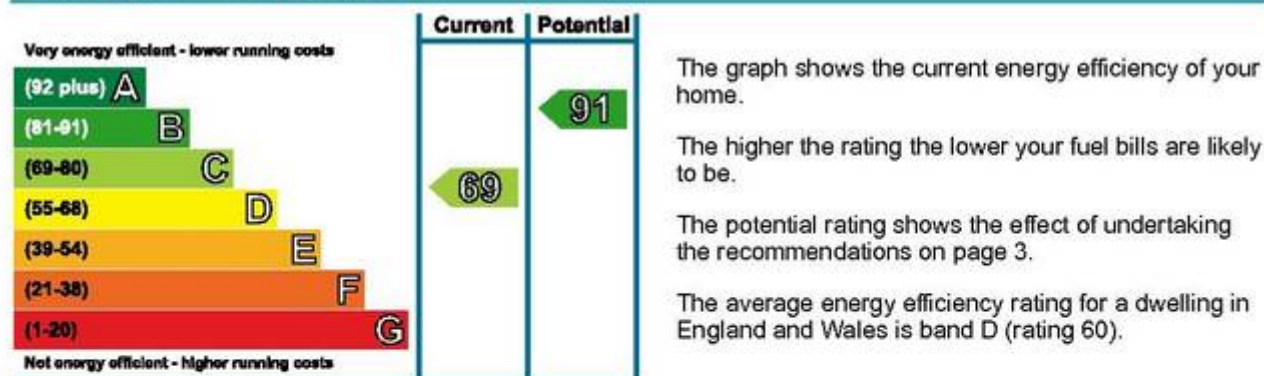 Current Potential
Very energy efficient - lower running costs
(92 plus) A
(81-91) B
(69-80) C
(55-68) D
(39-54) E
(21-38) F
(1-20) G
Not energy efficient - higher running costs
91
69
The graph shows the current energy efficiency of your
home.
The higher the rating the lower your fuel bills are likely
to be.
The potential rating shows the effect of undertaking
the recommendations on page 3.
The average energy efficiency rating for a dwelling in
England and Wales is band D (rating 60).